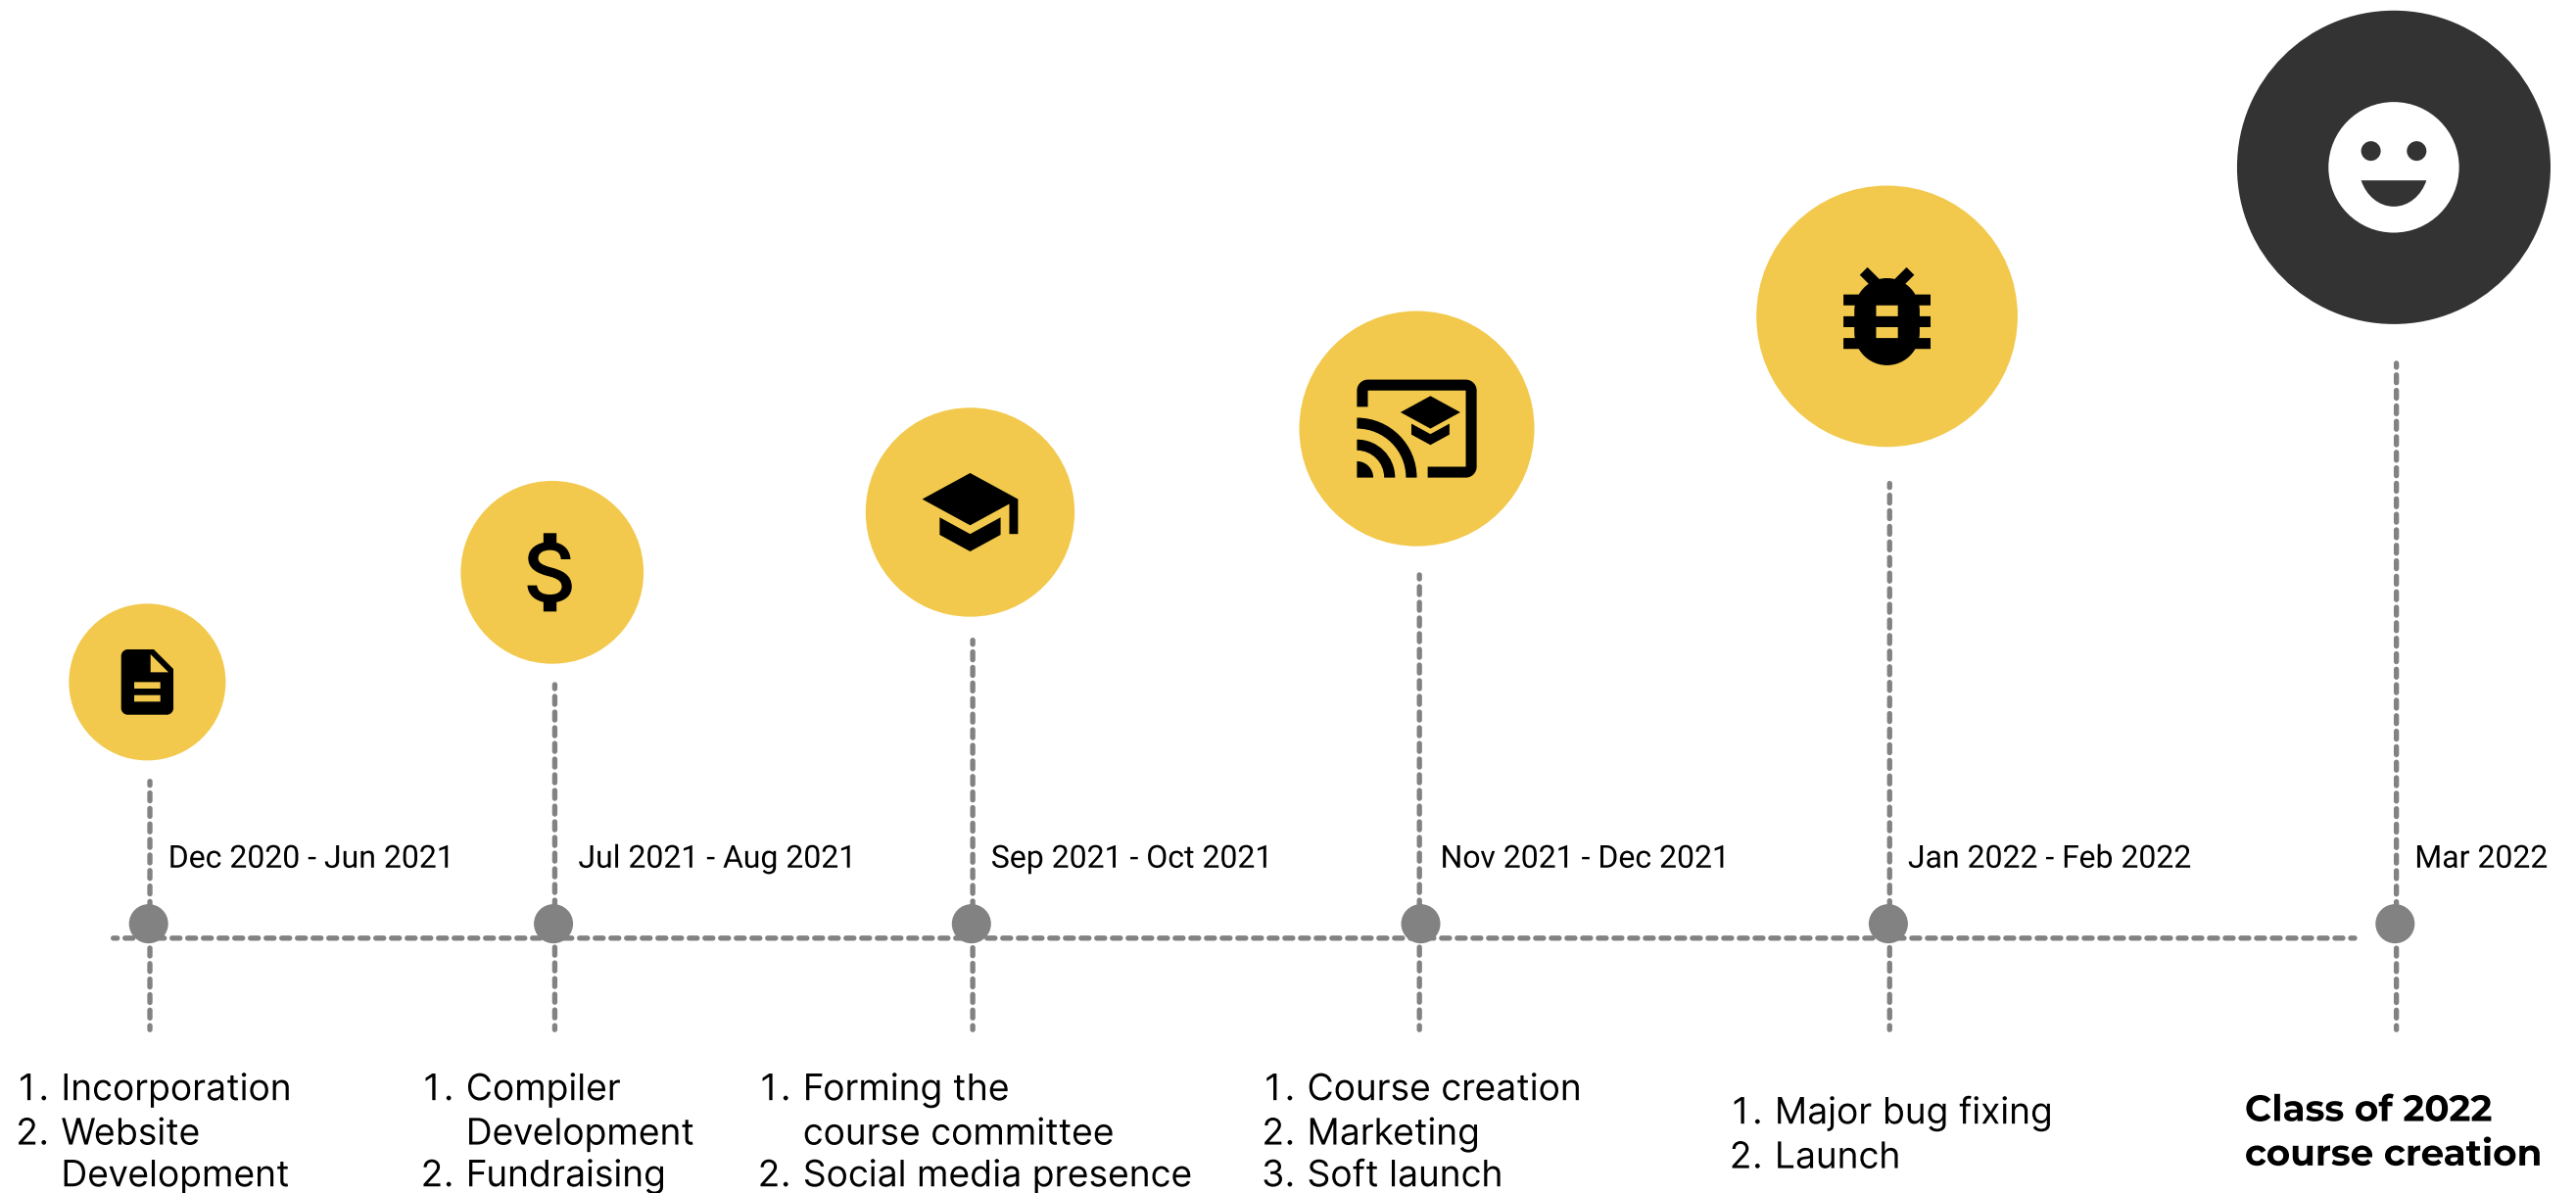 Dec 2020 - Jun 2021
Jul 2021 - Aug 2021
Sep 2021 - Oct 2021
Nov 2021 - Dec 2021
Jan 2022 - Feb 2022
Mar 2022
1. Incorporation
2. Website
Development
1. Compiler
Development
2. Fundraising
1. Forming the
course committee
2. Social media presence
1. Course creation
2. Marketing
3. Soft launch
1. Major bug fixing
2. Launch
Class of 2022
course creation